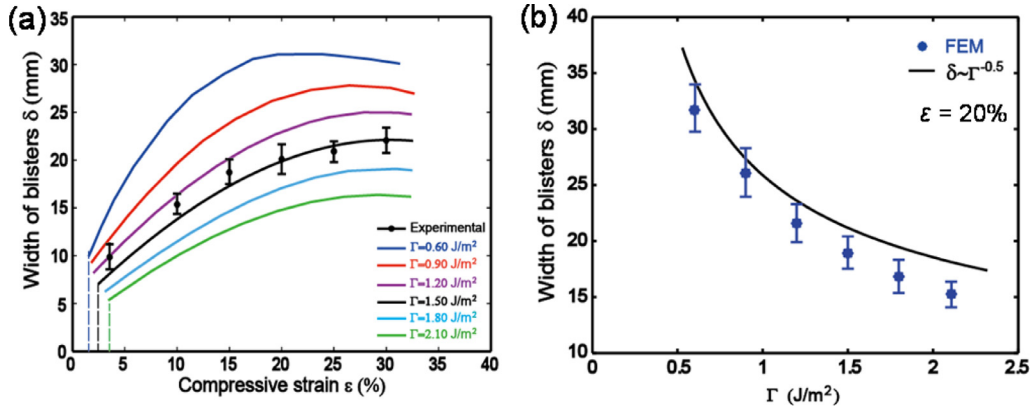 (a)
Width of blisters δ (mm)
35
30
25
20
15
10
5
0
0 5 10 15 20 25 30 35 40
Compressive strain ε (%)
Experimental
Γ=0.60 J/m²
Γ=0.90 J/m²
Γ=1.20 J/m²
Γ=1.50 J/m²
Γ=1.80 J/m²
Γ=2.10 J/m²
(b)
Width of blisters δ (mm)
40
35
30
25
20
15
10
0 0.5 1 1.5 2 2.5
Γ (J/m²)
FEM
δ~Γ⁻⁰·⁵
ε = 20%